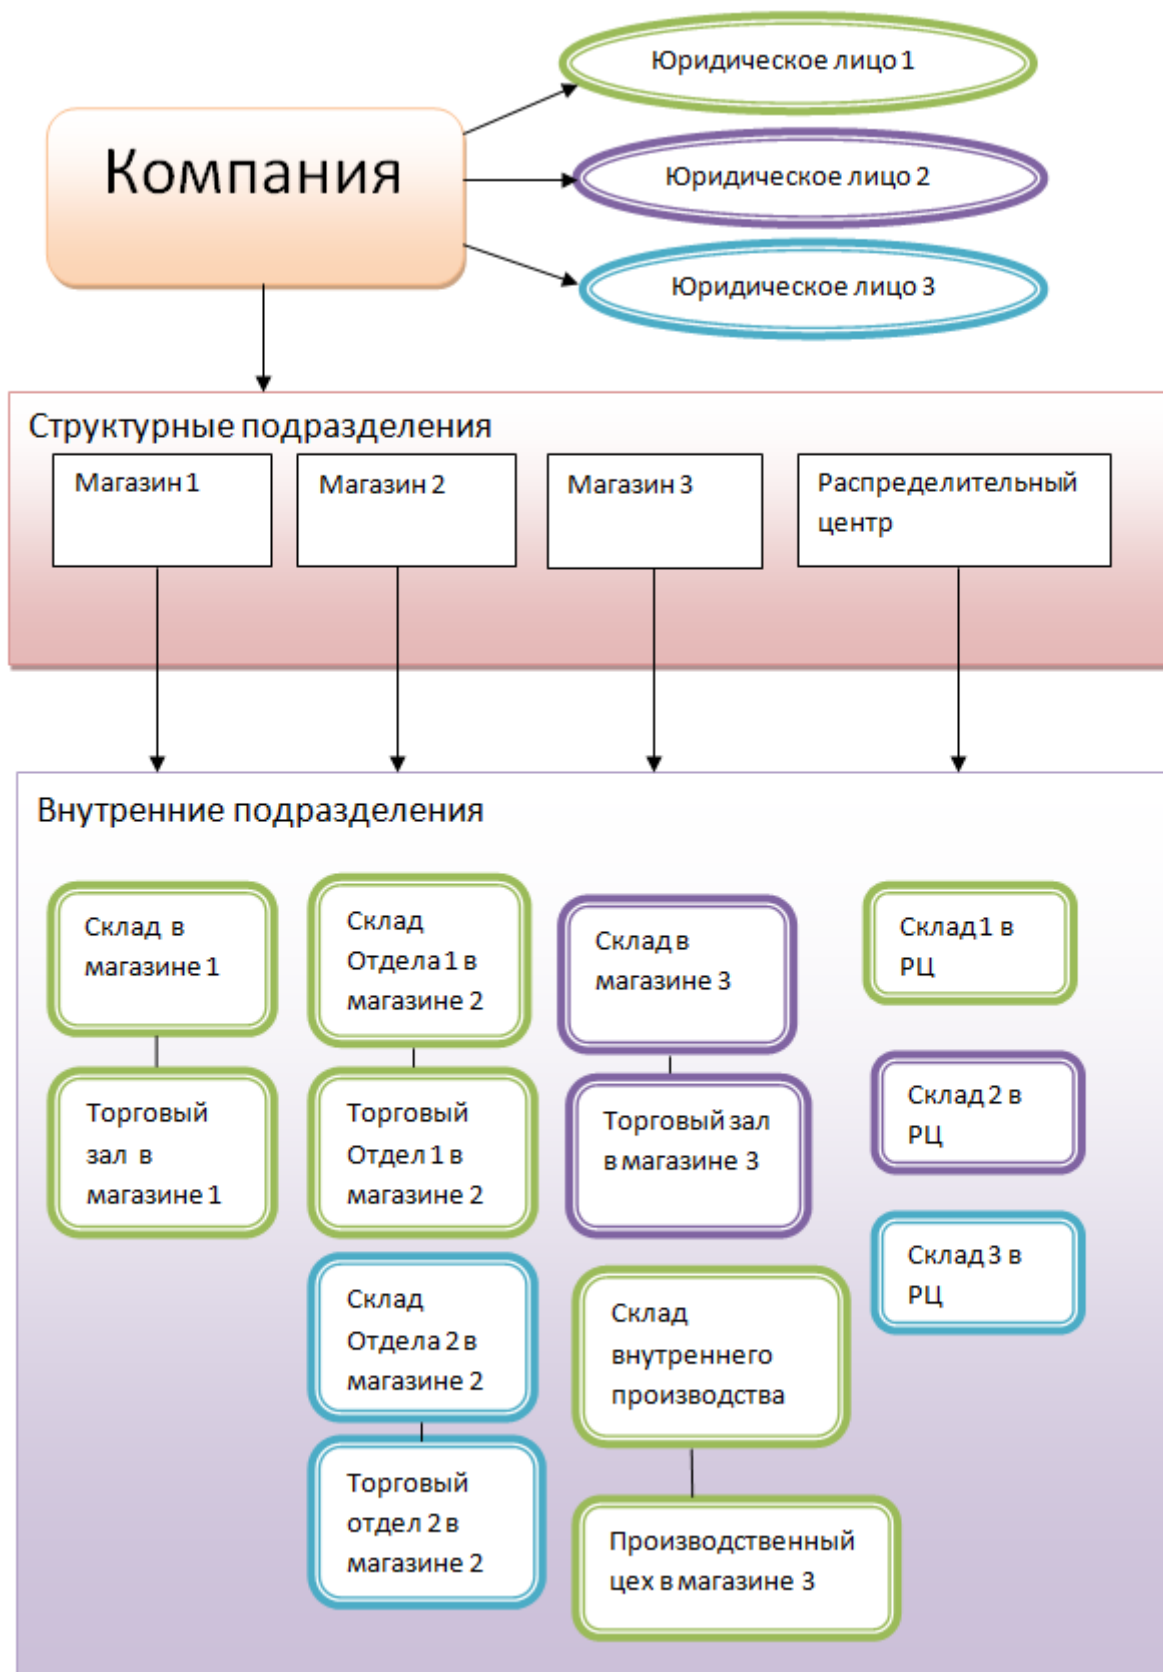 Юридическое лицо 1
Компания
Юридическое лицо 2
Юридическое лицо 3
Структурные подразделения
Магазин 1
Магазин 2
Магазин 3
Распределительный
центр
Внутренние подразделения
Склад в
магазине 1
Торговый
зал в
магазине 1
Склад
Отдела 1 в
магазине 2
Торговый
Отдел 1 в
магазине 2
Склад
Отдела 2 в
магазине 2
Торговый
отдел 2 в
магазине 2
Склад в
магазине 3
Торговый зал
в магазине 3
Склад
внутреннего
производства
Производственный
цех в магазине 3
Склад 1 в
РЦ
Склад 2 в
РЦ
Склад 3 в
РЦ